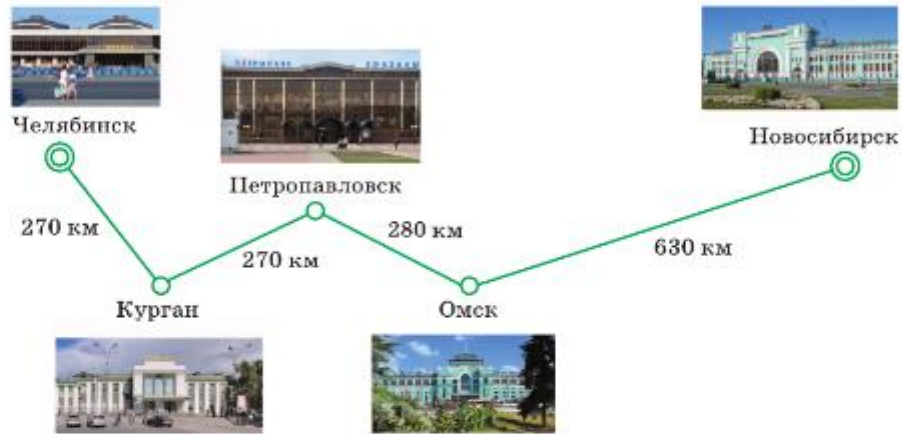 Челябинск
Новосибирск
Петропавловск
270 км
280 км
630 км
270 км
Курган
Омск